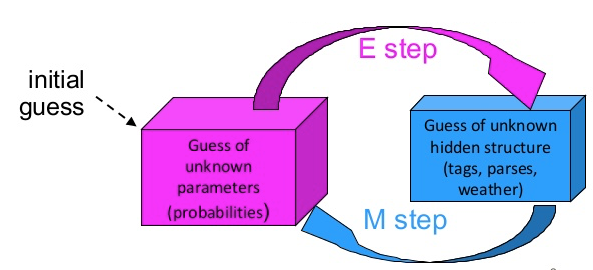 initial
guess
E step
Guess of
unknown
parameters
(probabilities)
Guess of unknown
hidden structure
(tags, parses,
weather)
M step